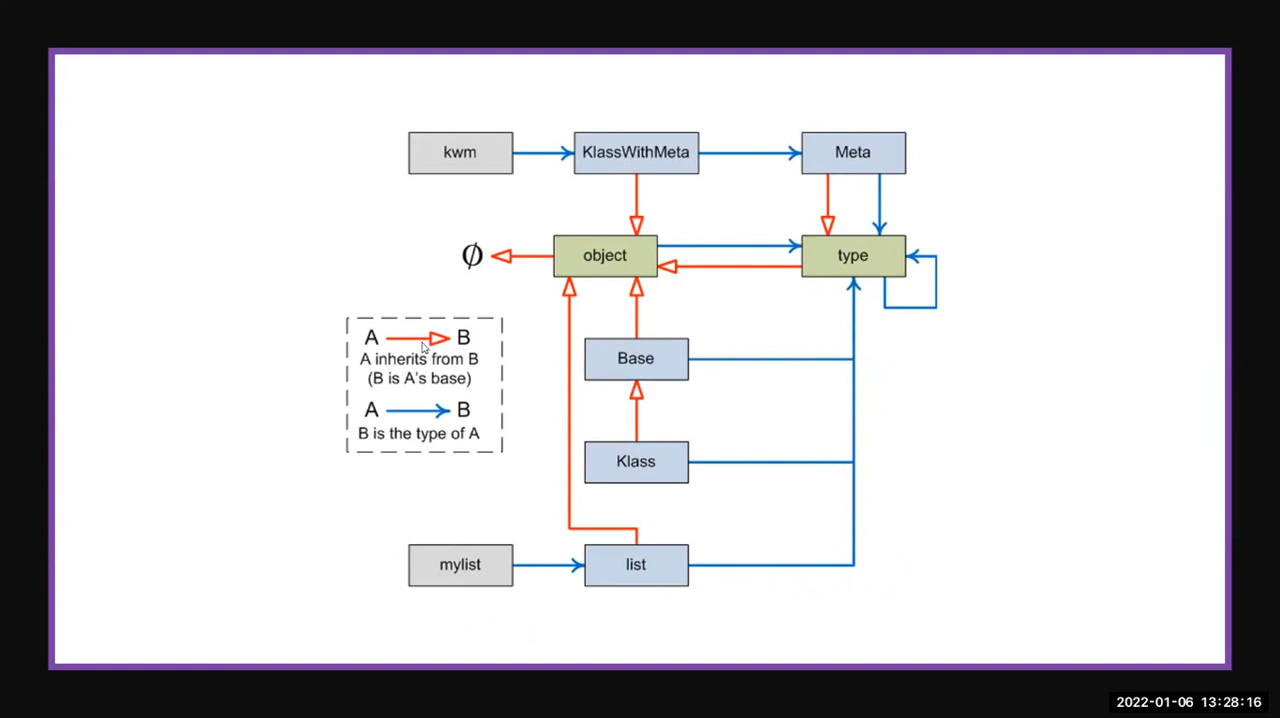 kwm
KlassWithMeta
Meta
∅
object
type
A
B
A inherits from B
(B is A's base)
A
B
B is the type of A
Base
Klass
mylist
list
2022-01-06 13:28:16